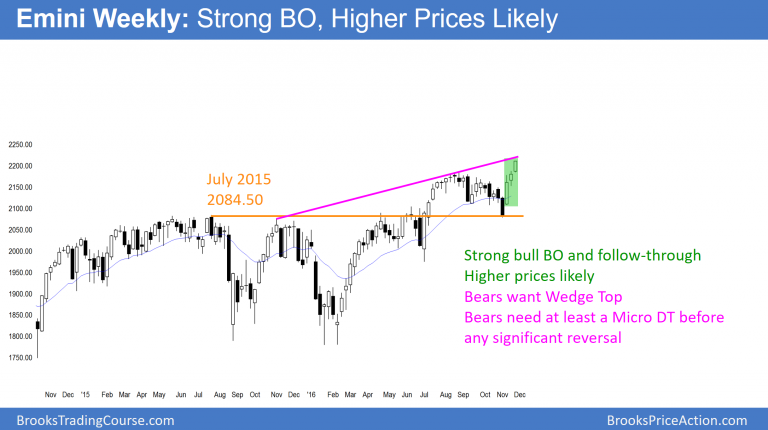 Emini Weekly: Strong BO, Higher Prices Likely
2250.00
2200.00
2150.00
2100.00
2050.00
2000.00
1950.00
1900.00
1850.00
1800.00
1750.00
July 2015
2084.50
Strong bull BO and follow-through
Higher prices likely
Bears want Wedge Top
Bears need at least a Micro DT before
any significant reversal
Nov Dec '15 Feb Mar Apr May Jun Jul Aug Sep Oct Nov Dec '16 Feb Mar Apr May Jun Jul Aug Sep Oct Nov Dec
BrooksTradingCourse.com
BrooksPriceAction.com